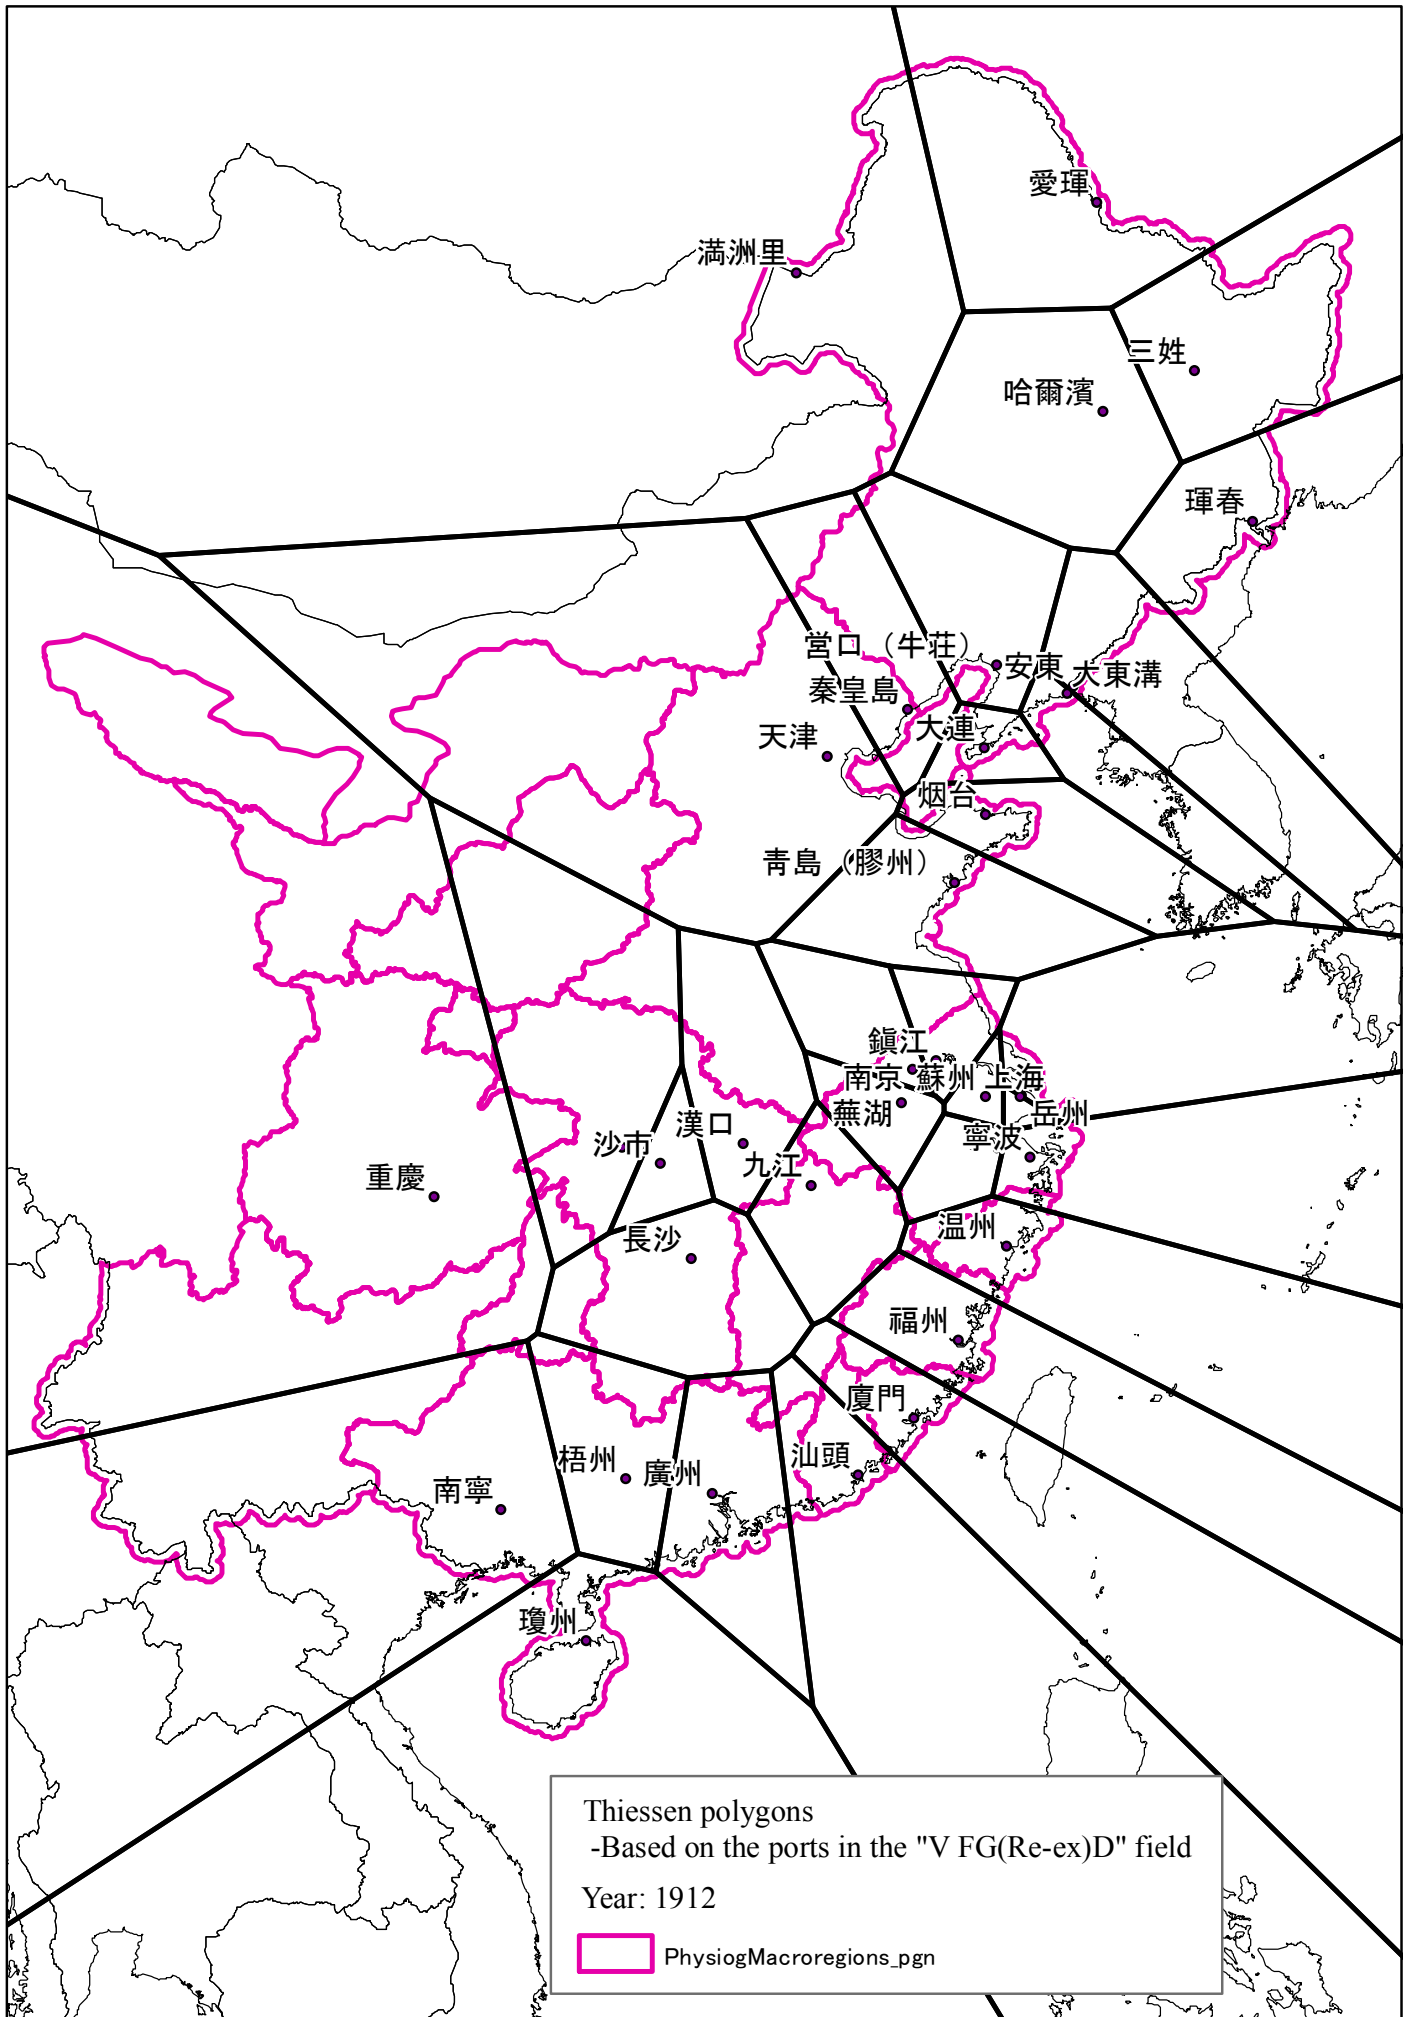 愛琿
満洲里
三姓
哈爾濱
琿春
営口（牛荘）
安東
大東溝
秦皇島
大連
天津
烟台
青島（膠州）
鎮江
南京
蘇州
上海
蕪湖
岳州
漢口
寧波
沙市
九江
重慶
温州
長沙
福州
廈門
汕頭
梧州
廣州
南寧
瓊州
Thiessen polygons
-Based on the ports in the "V FG(Re-ex)D" field
Year: 1912
PhysiogMacroregions_pgn